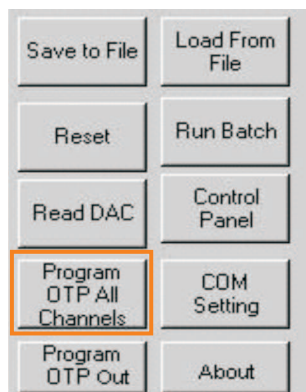 Save to File
Load From
File
Reset
Run Batch
Read DAC
Control
Panel
Program
OTP All
Channels
COM
Setting
Program
OTP Out
About